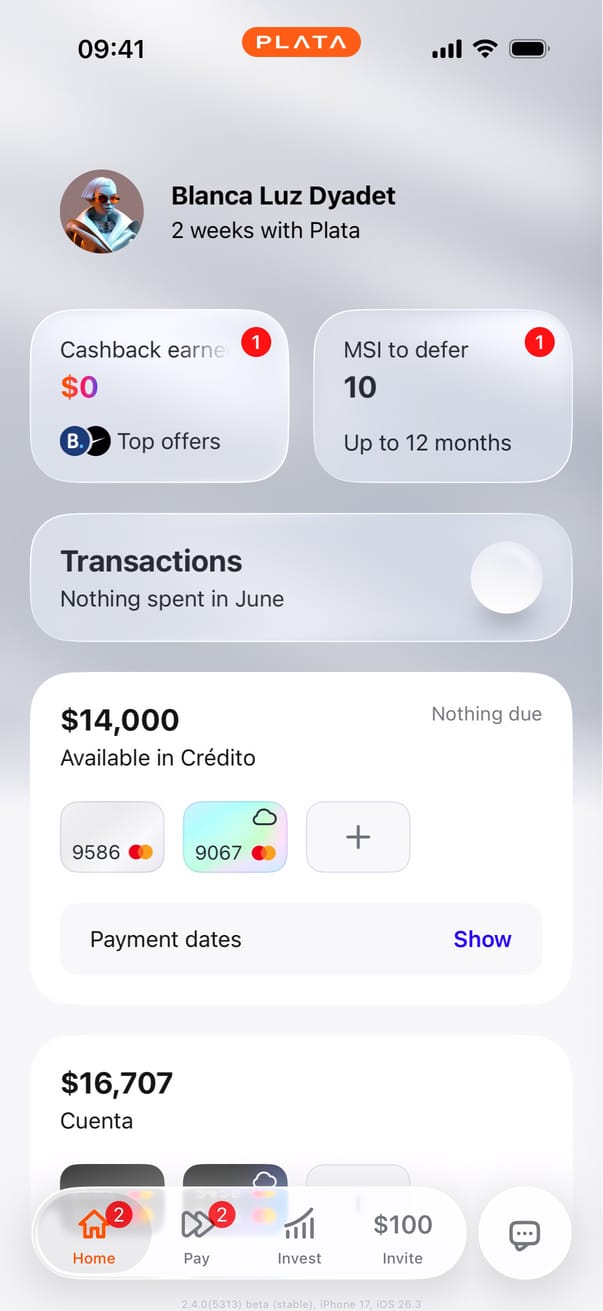 09:41
PLATA
Blanca Luz Dyadet
2 weeks with Plata
Cashback earne
1
$0
B.
Top offers
MSI to defer
1
10
Up to 12 months
Transactions
Nothing spent in June
$14,000
Nothing due
Available in Crédito
9586
9067
+
Payment dates
Show
$16,707
Cuenta
2
Home
2
Pay
Invest
$100
Invite
2.4.0(5313) beta (stable), iPhone 17, iOS 26.3